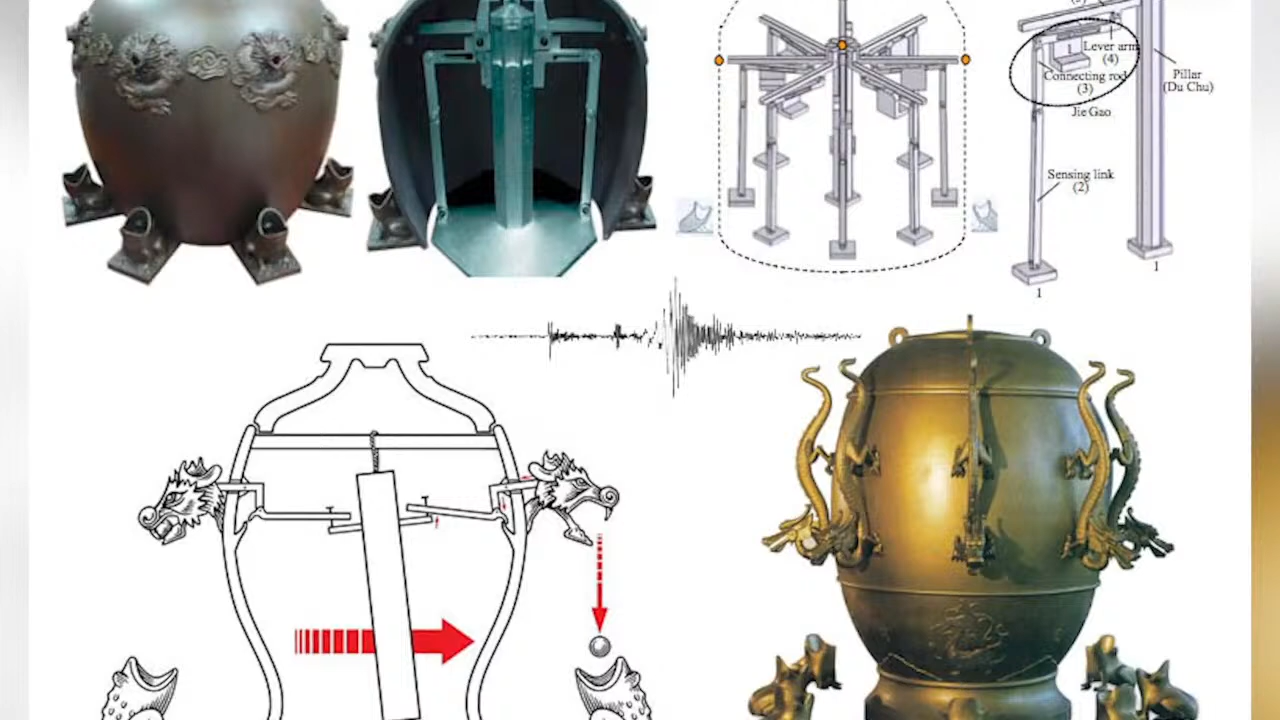 Lever arm
(4)
Connecting rod
(3)
Jie Gao
Pillar
(Du Chu)
Sensing link
(2)
1
1